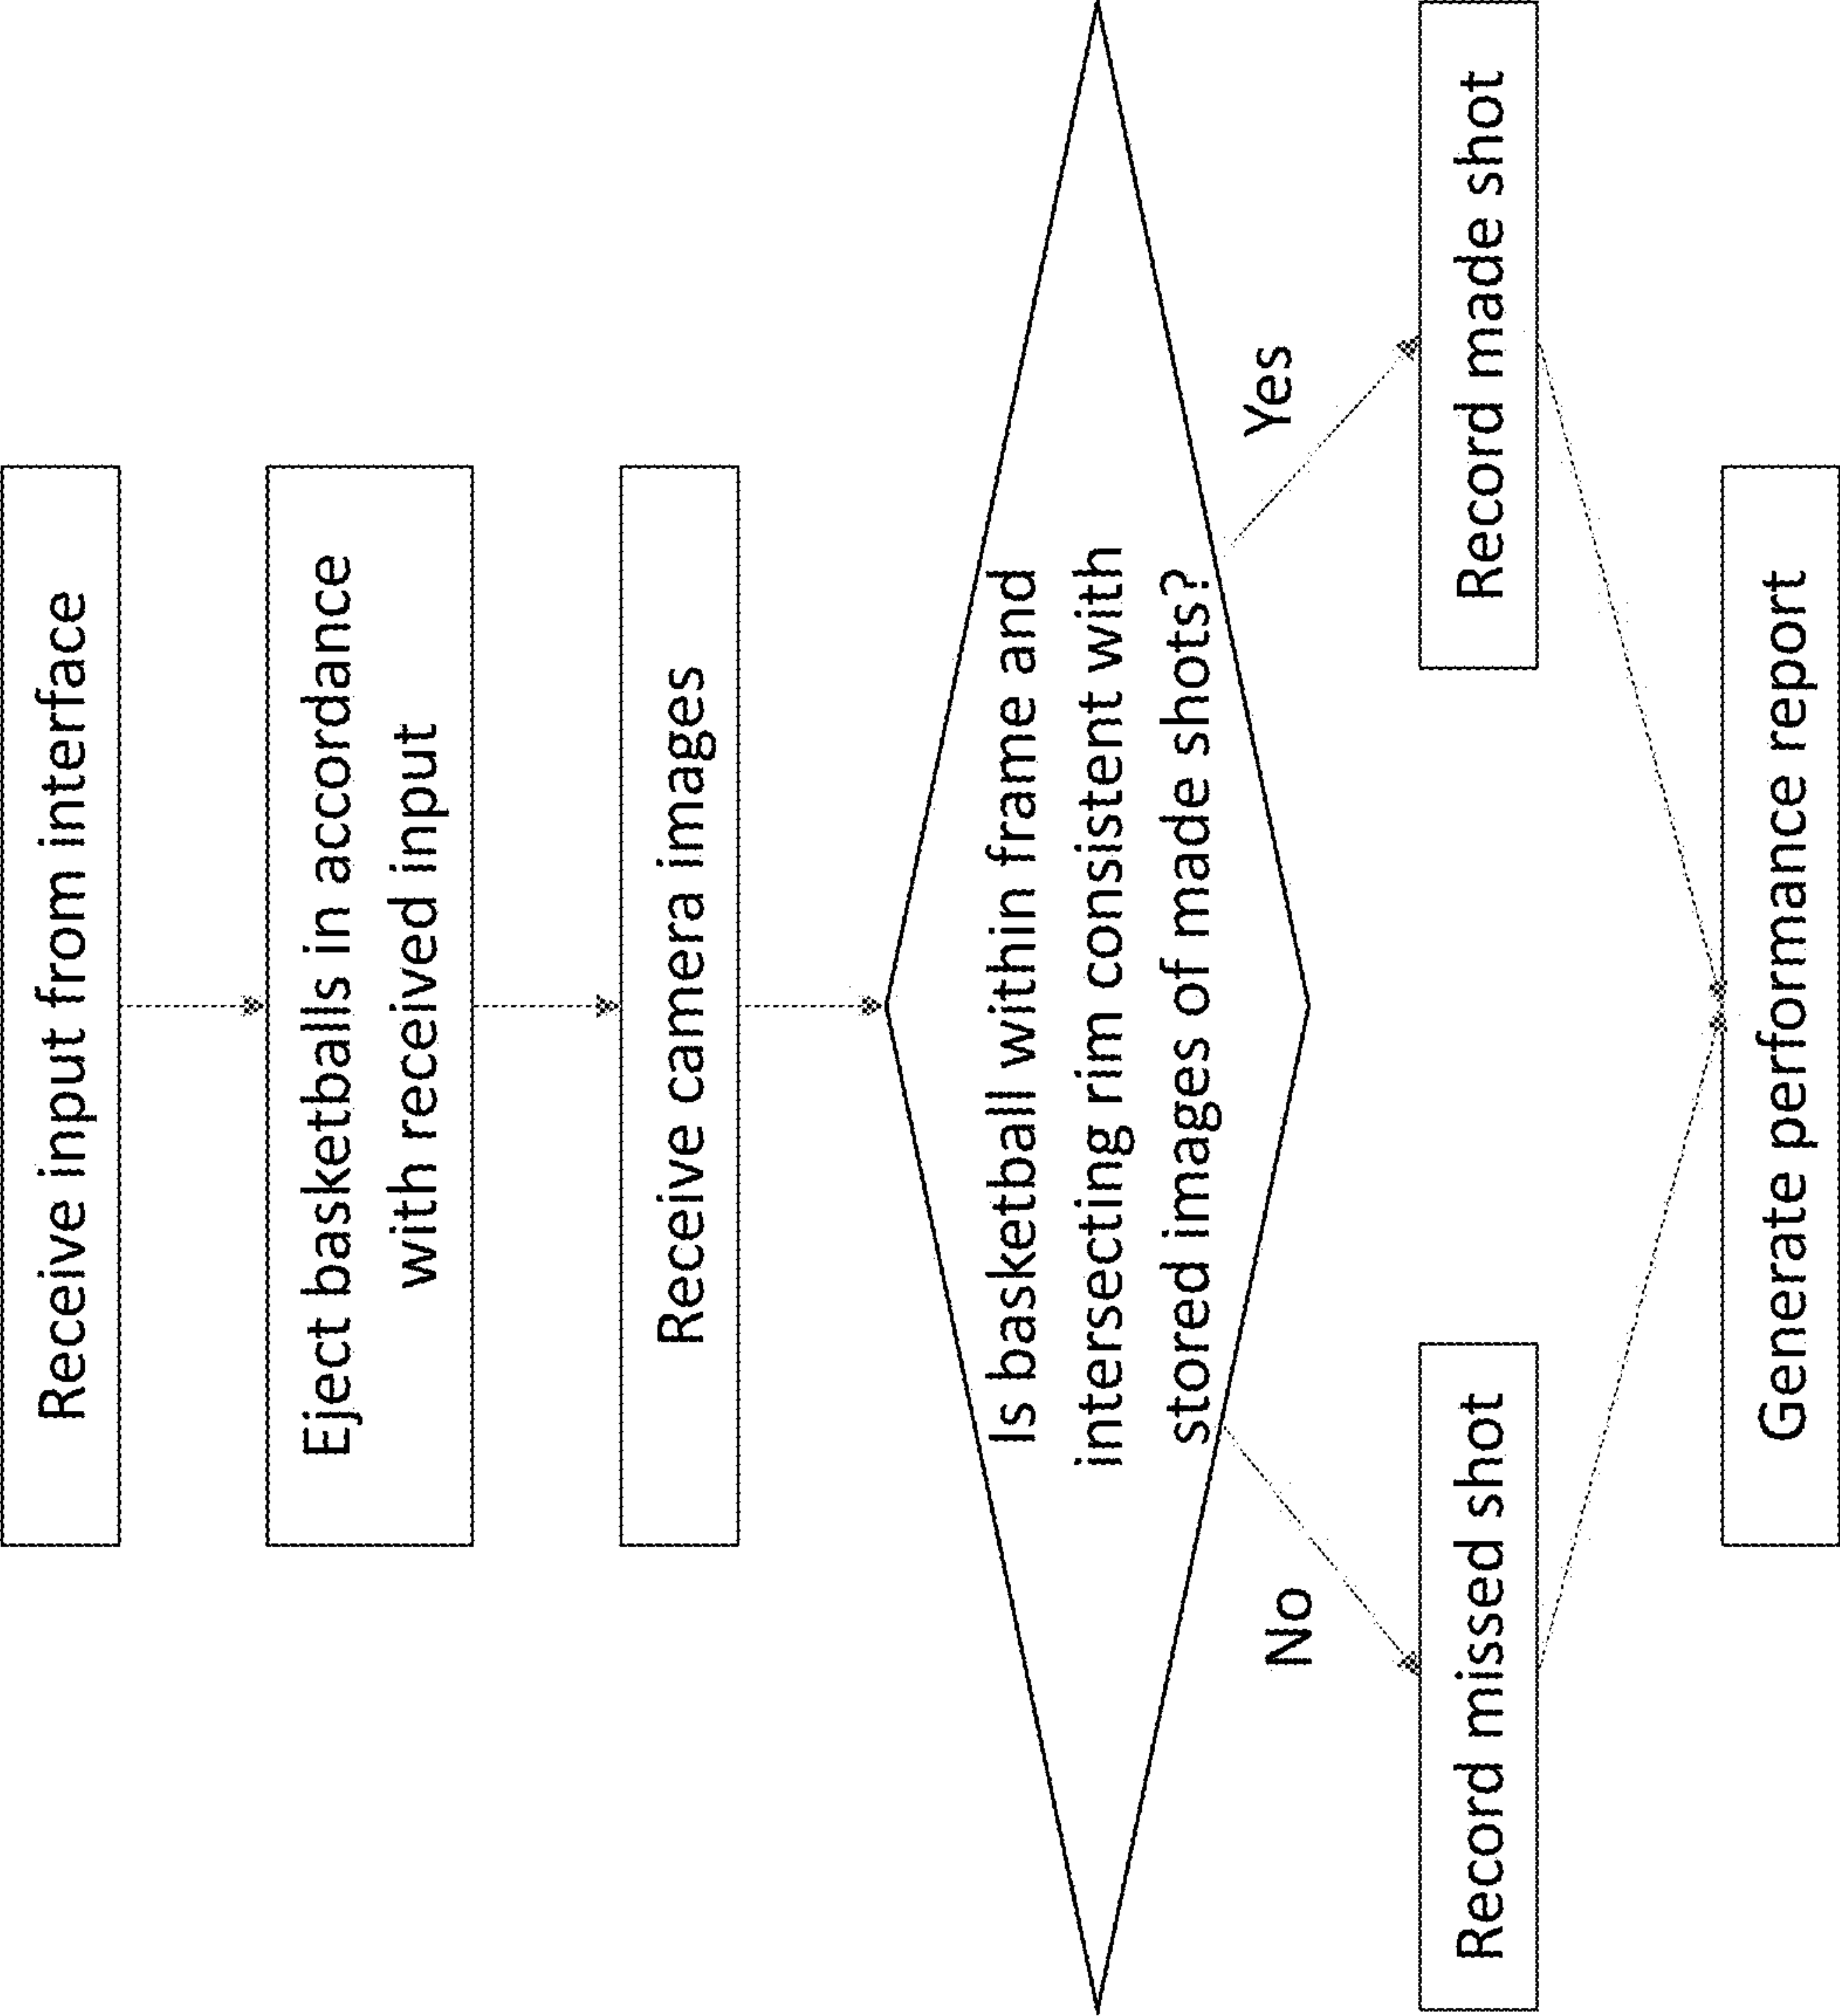 Receive input from interface
Eject basketballs in accordance
with received input
Receive camera images
Is basketball within frame and
intersecting rim consistent with
stored images of made shots?
No
Yes
Record missed shot
Record made shot
Generate performance report